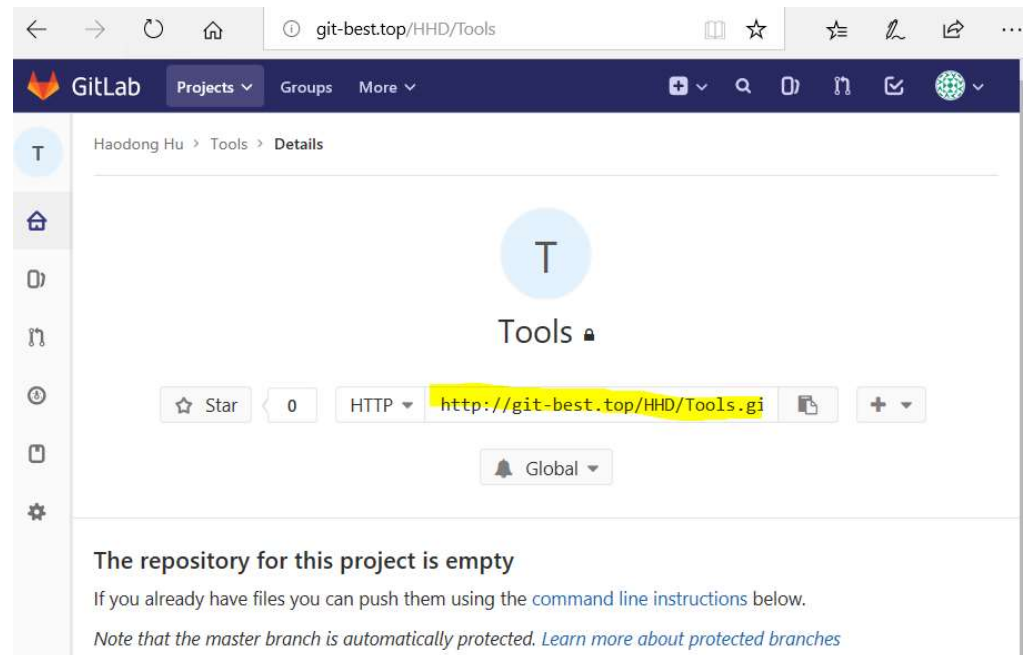 git-best.top/HHD/Tools
GitLab Projects Groups More
T Haodong Hu > Tools > Details
T
Tools
Star 0 HTTP http://git-best.top/HHD/Tools.gi
Global
The repository for this project is empty
If you already have files you can push them using the command line instructions below.
Note that the master branch is automatically protected. Learn more about protected branches